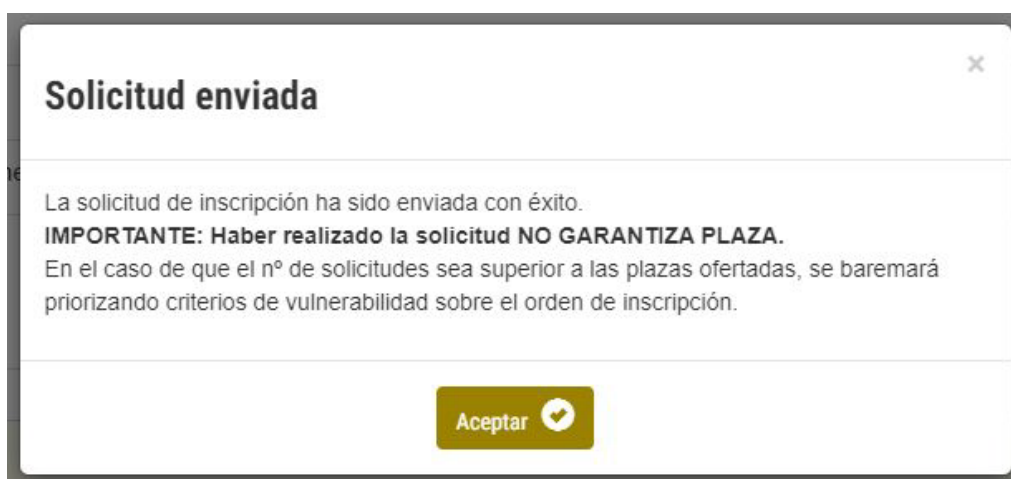 Solicitud enviada
×
La solicitud de inscripción ha sido enviada con éxito.
IMPORTANTE: Haber realizado la solicitud NO GARANTIZA PLAZA.
En el caso de que el nº de solicitudes sea superior a las plazas ofertadas, se baremará
priorizando criterios de vulnerabilidad sobre el orden de inscripción.
Aceptar